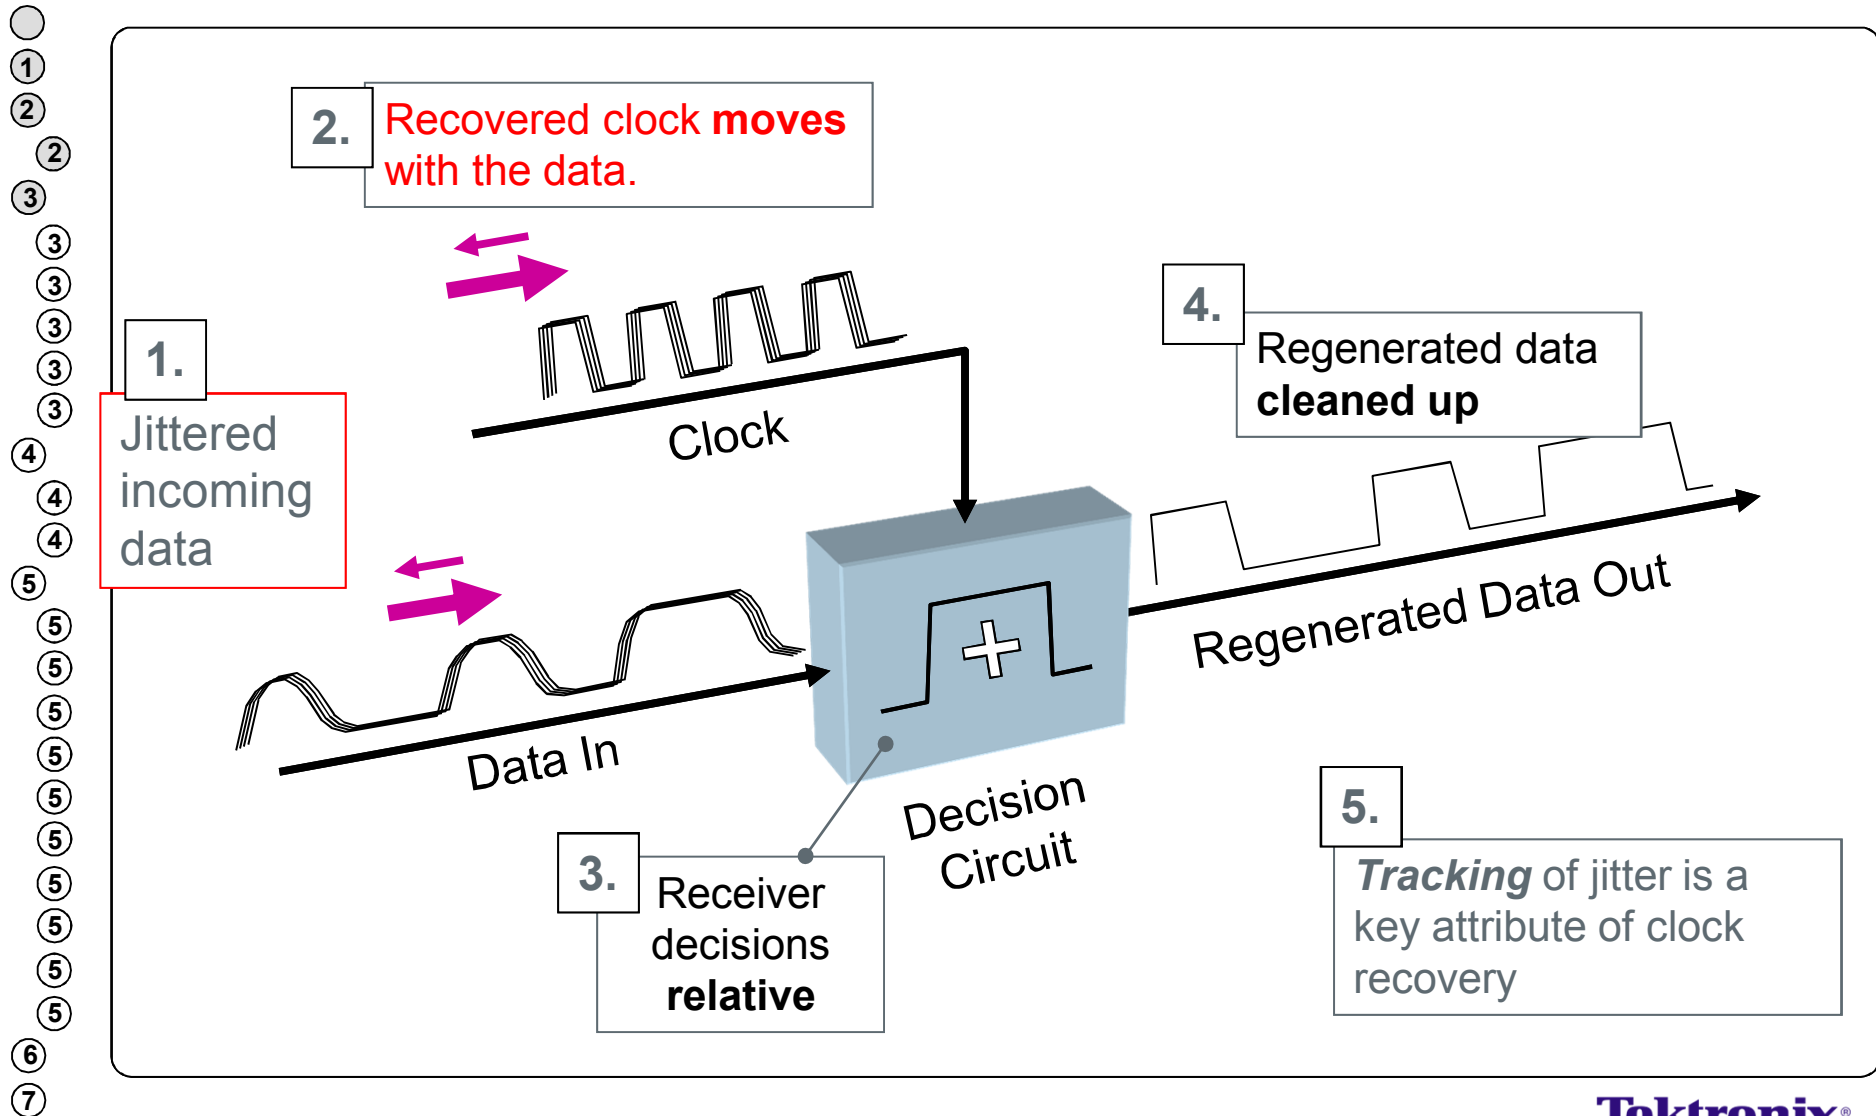 1
2
2
3
3
3
3
3
3
4
4
4
5
5
5
5
5
5
5
5
5
5
5
6
7
2.
Recovered clock moves
with the data.
1.
Jittered
incoming
data
Clock
4.
Regenerated data
cleaned up
Data In
Decision
Circuit
Regenerated Data Out
3.
Receiver
decisions
relative
5.
Tracking of jitter is a
key attribute of clock
recovery
Tektronix®